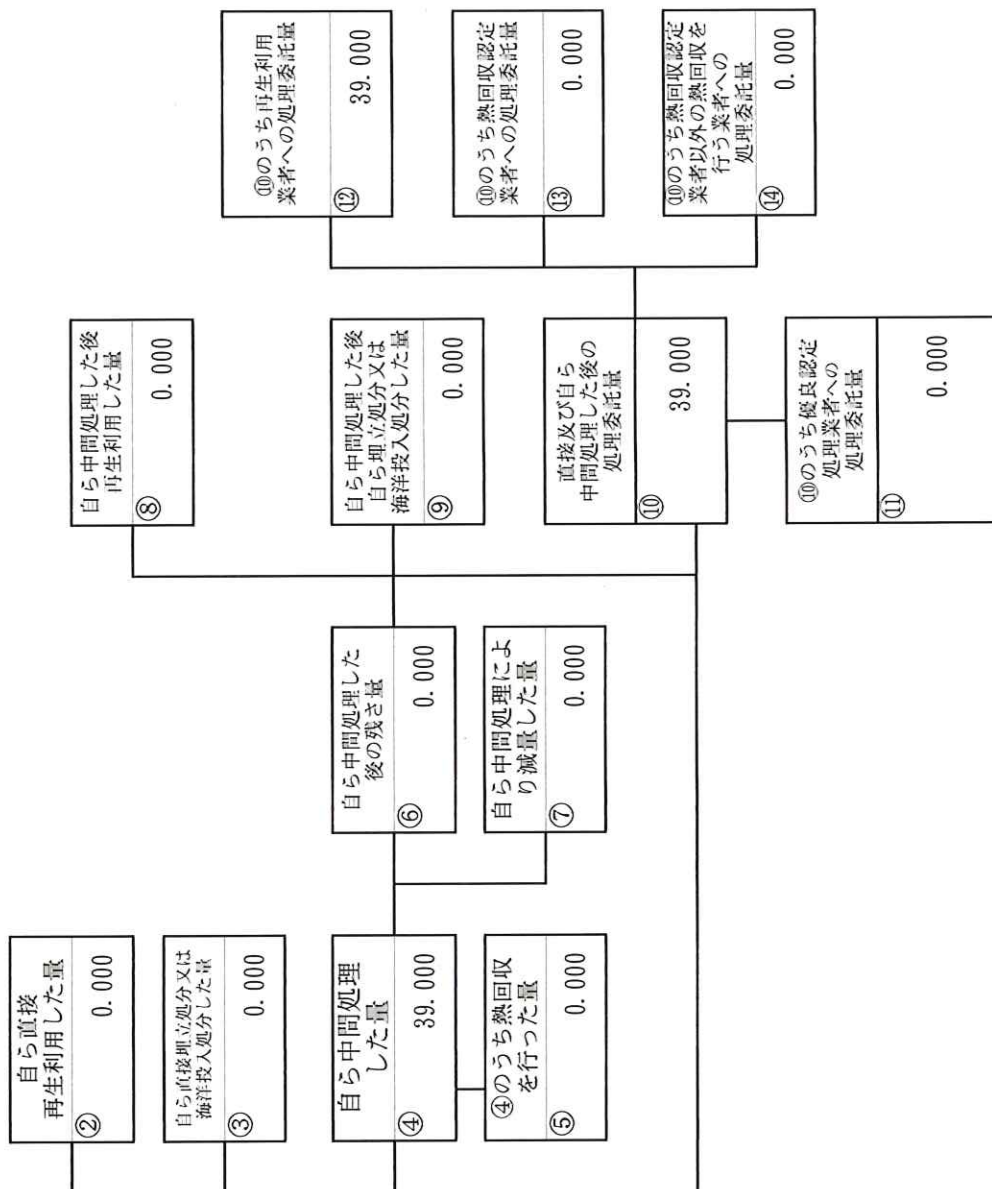 自ら直接
再生利用した量
②
0.000
自ら直接埋立処分又は
海洋投入処分した量
③
0.000
自ら中間処理
した量
④
39.000
④のうち熱回収
を行った量
⑤
0.000
自ら中間処理した
後の残さ量
⑥
0.000
自ら中間処理によ
り減量した量
⑦
0.000
自ら中間処理した後
再生利用した量
⑧
0.000
自ら中間処理した後
自ら埋立処分又は
海洋投入処分した量
⑨
0.000
直接及び自ら
中間処理した後の
処理委託量
⑩
39.000
⑩のうち優良認定
処理業者への
処理委託量
⑪
0.000
⑩のうち再生利用
業者への処理委託量
⑫
39.000
⑩のうち熱回収認定
業者への処理委託量
⑬
0.000
⑩のうち熱回収認定
業者以外の熱回収を
行う業者への
処理委託量
⑭
0.000